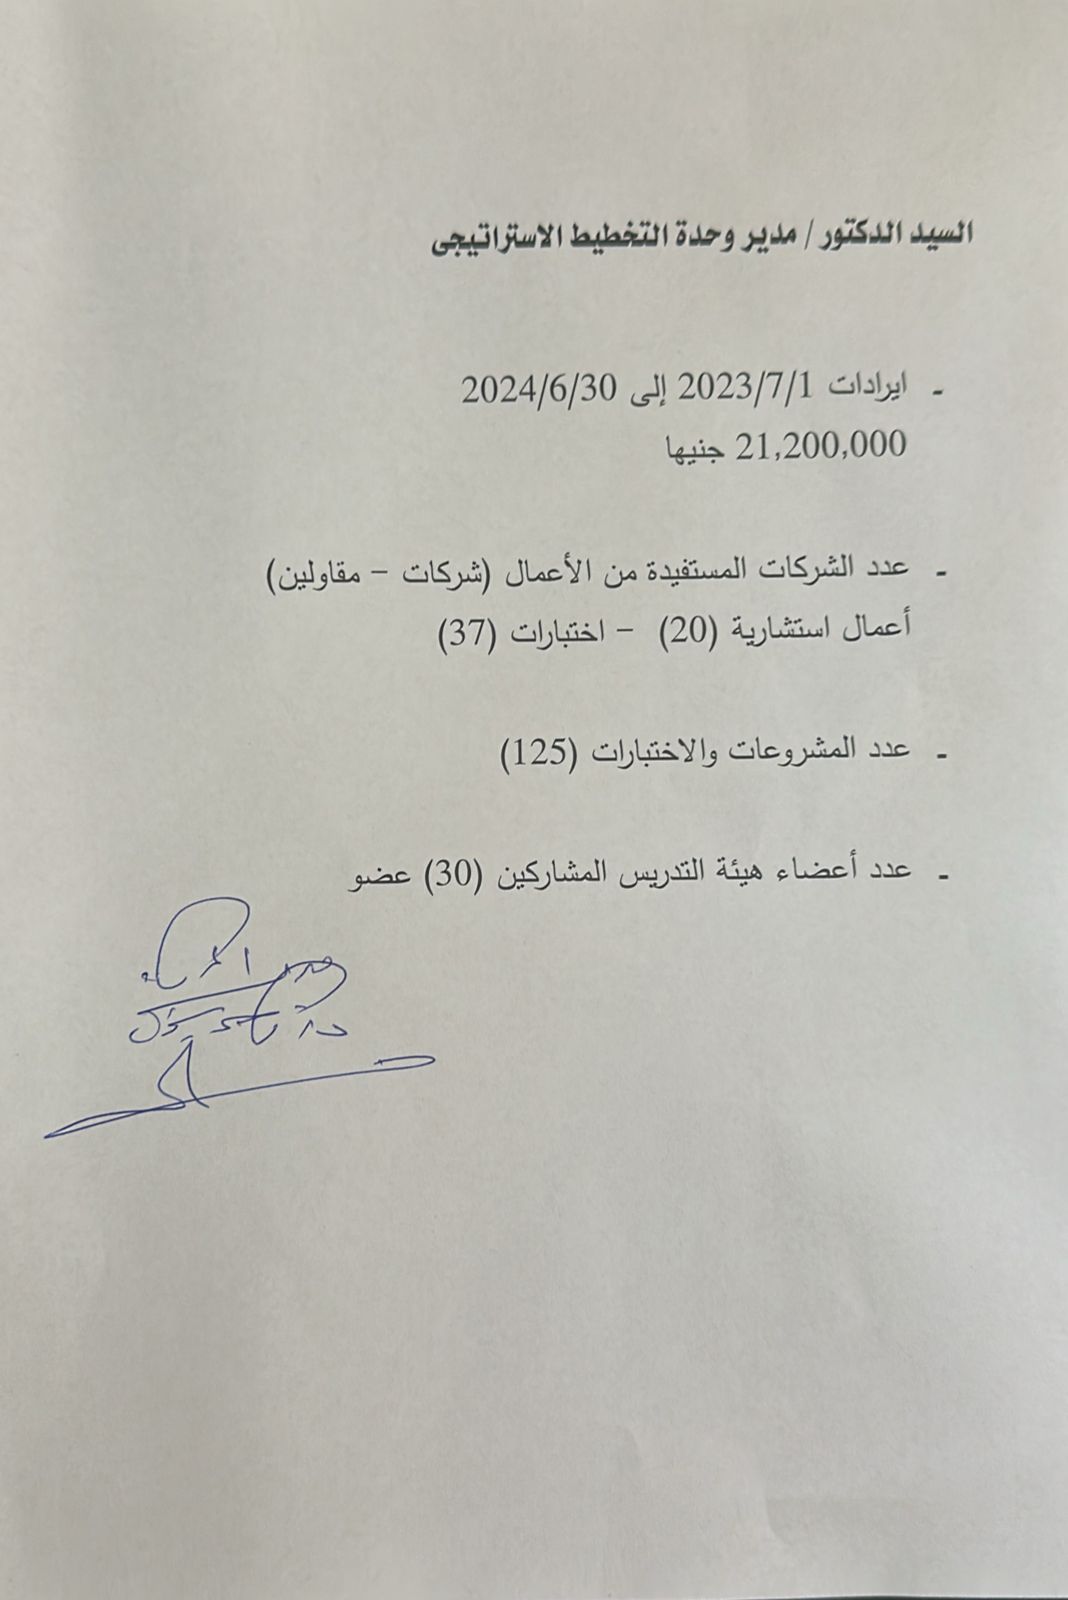 السيد الدكتور / مدير وحدة التخطيط الاستراتيجى
- ايرادات 2023/7/1 إلى 2024/6/30
21,200,000 جنيها
- عدد الشركات المستفيدة من الأعمال (شركات – مقاولين)
أعمال استشارية (20) – اختبارات (37)
- عدد المشروعات والاختبارات (125)
- عدد أعضاء هيئة التدريس المشاركين (30) عضو